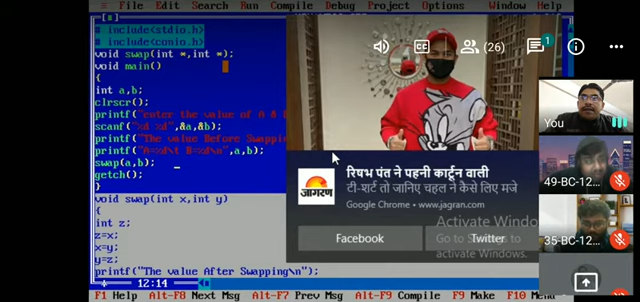 File Edit Search Run Compile Debug Project Options Window Help
# include<stdio.h>
# include<conio.h>
void swap(int *,int *);
void main()
{
int a,b;
clrscr();
printf("enter the value of A & B
scanf("%d %d",&a,&b);
printf("The value Before Swapping
printf("A=%d\t B=%d\n",a,b);
swap(a,b);
getch();
}
void swap(int x,int y)
{
int z;
z=x;
x=y;
y=z;
printf("The value After Swapping\n");
12:14
F1 Help Alt-F8 Next Msg Alt-F7 Prev Msg Alt-F9 Compile F9 Make F10 Menu
CC
(26)
1
You
49-BC-12...
35-BC-12...
जागरण
रिषभ पंत ने पहनी कार्टून वाली
टी-शर्ट तो जानिए चहल ने कैसे लिए मजे
Google Chrome • www.jagran.com
Facebook
Twitter
Activate Windo
Go to S
to
activate Windows.